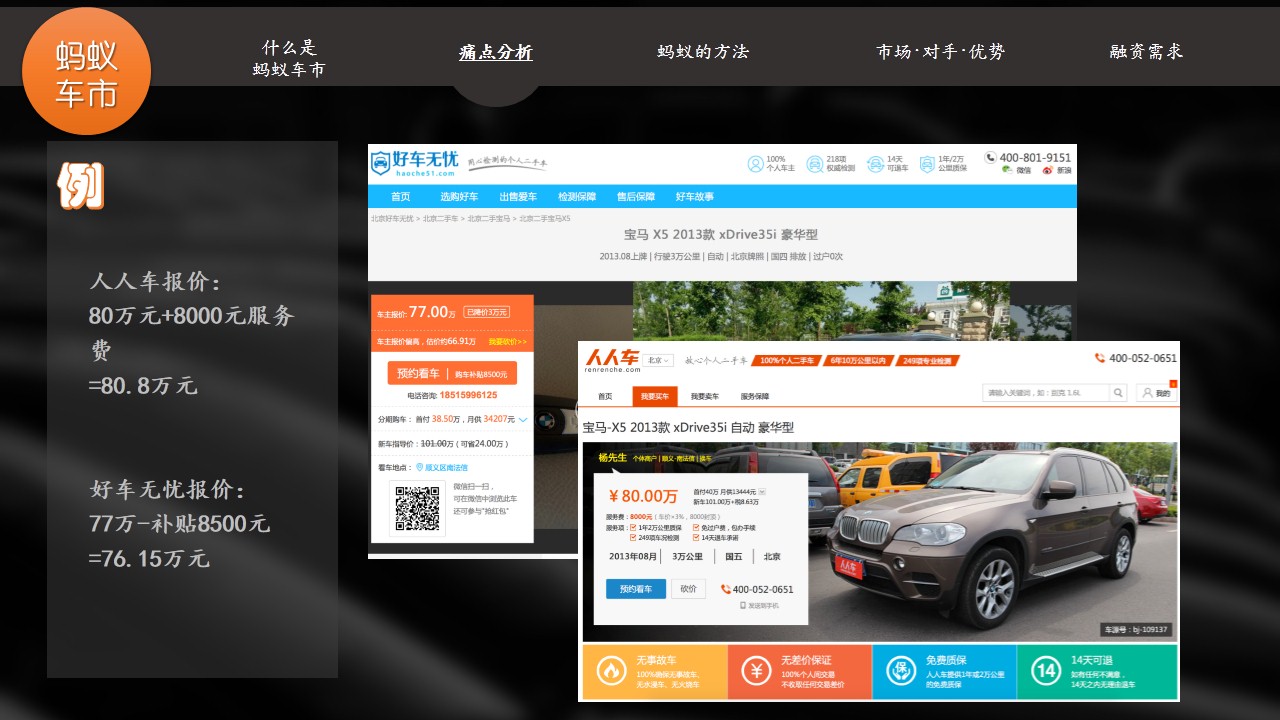 蚂蚁
车市
什么是
蚂蚁车市
痛点分析
蚂蚁的方法
市场·对手·优势
融资需求
例
人人车报价：
80万元+8000元服务
费
=80.8万元
好车无忧报价：
77万-补贴8500元
=76.15万元
好车无忧
haoche51.com
用心检测的个人二手车
100%
个人车主
218项
权威检测
14天
可退车
1年/2万
公里质保
400-801-9151
微信 新浪
首页 选购好车 出售爱车 检测保障 售后保障 好车故事
北京好车无忧 > 北京二手车 > 北京二手宝马 > 北京二手宝马X5
宝马 X5 2013款 xDrive35i 豪华型
2013.08上牌 | 行驶3万公里 | 自动 | 北京牌照 | 国四 排放 | 过户0次
车主报价: 77.00万 已降价3万元
车主报价偏高，估价约66.91万 我要砍价>>
预约看车 | 购车补贴8500元
电话咨询: 18515996125
分期购车： 首付 38.50万，月供 34207元
新车指导价：101.00万 ( 可省24.00万 )
看车地点： 顺义区南法信
微信扫一扫，
可在微信中浏览此车
还可参与“抢红包”
人人车
renrenche.com
北京
放心个人二手车
100%个人二手车
6年10万公里以内
249项专业检测
400-052-0651
首页 我要买车 我要卖车 服务保障
请输入关键词，如：致克 1.6L
我的
宝马-X5 2013款 xDrive35i 自动 豪华型
杨先生 个体商户 | 顺义-南法信 | 换车
￥80.00万
首付40万 月供13444元
新车101.00万+税8.63万
服务费：8000元 ( 车价×3%，8000封顶 )
服务项： 1年2万公里质保 免过户费，包办手续
249项车况检测 14天退车承诺
2013年08月 3万公里 国五 北京
预约看车 砍价 400-052-0651
发送到手机
人人车
车源号：bj-109137
无事故车
100%确保无事故车、
无水浸车、无火烧车
无差价保证
100%个人间交易
不收取任何交易差价
保
免费质保
人人车提供1年或2万公里
的免费质保
14
14天可退
如有任何不满意，
14天之内无理由退车